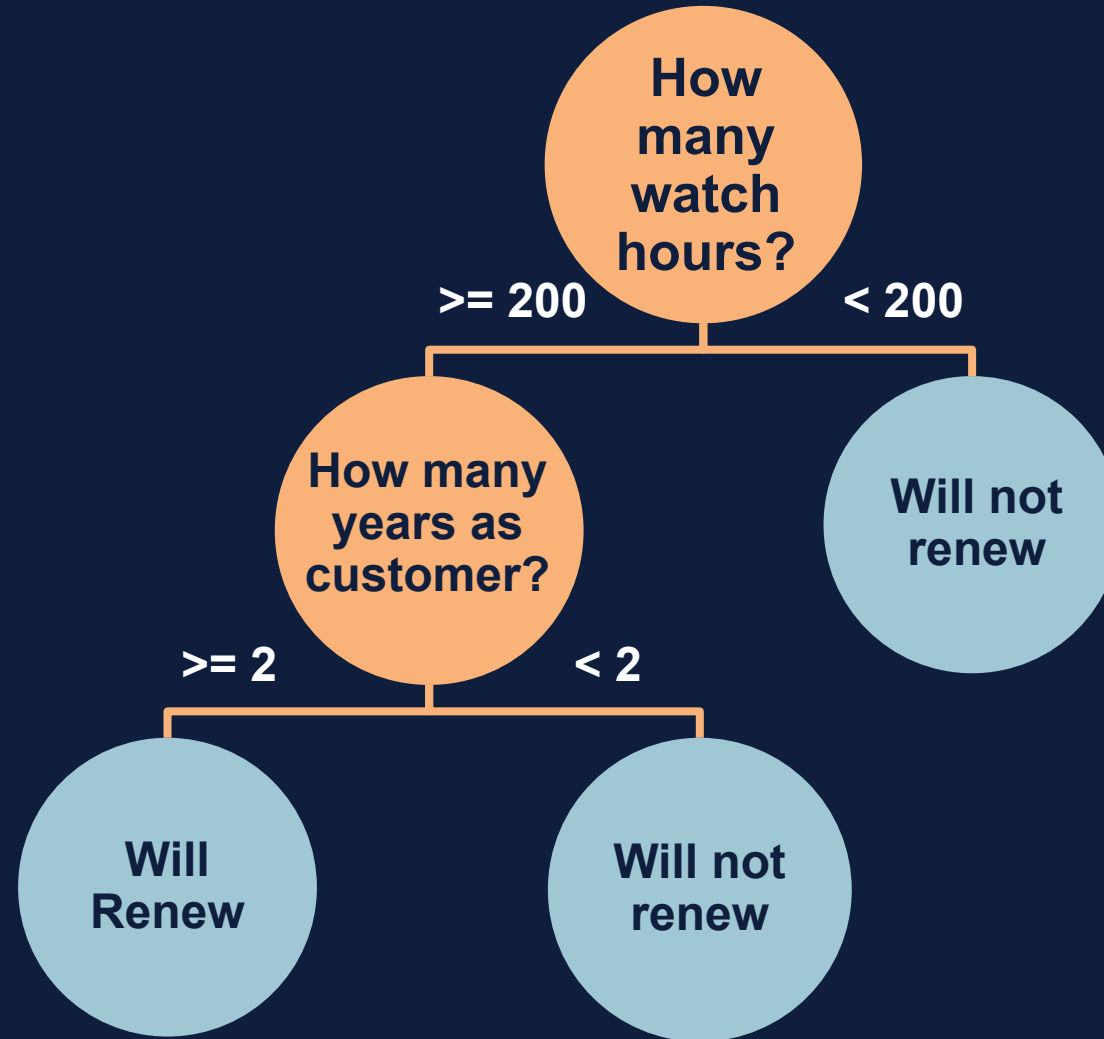 How
many
watch
hours?
>= 200
< 200
How many
years as
customer?
Will not
renew
>= 2
< 2
Will
Renew
Will not
renew